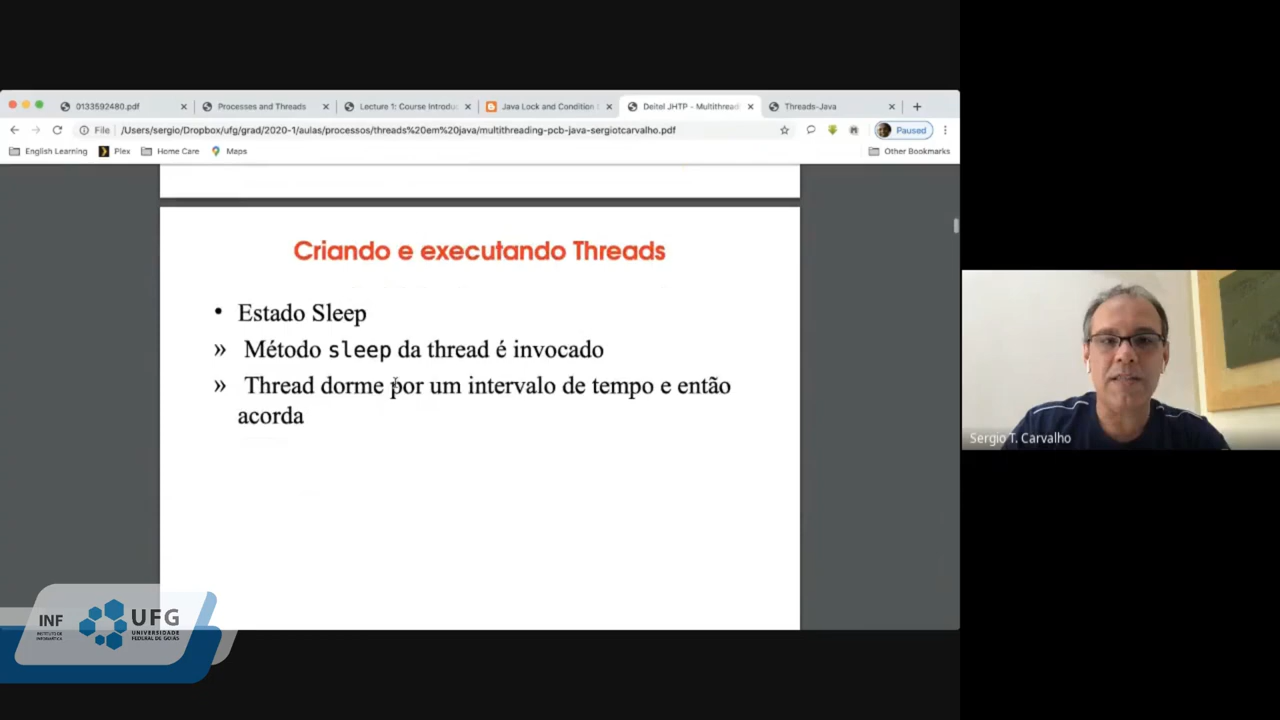 0133592480.pdf
Processes and Threads
Lecture 1: Course Introdu
Java Lock and Condition
Deitel JHTP - Multithread
Threads-Java
File
/Users/sergio/Dropbox/ufg/grad/2020-1/aulas/processos/threads%20em%20java/multithreading-pcb-java-sergiotcarvalho.pdf
Paused
English Learning
Plex
Home Care
Maps
Other Bookmarks
Criando e executando Threads
• Estado Sleep
» Método sleep da thread é invocado
» Thread dorme por um intervalo de tempo e então
acorda
Sergio T. Carvalho
INF
INSTITUTO DE
INFORMÁTICA
UFG
UNIVERSIDADE
FEDERAL DE GOIÁS